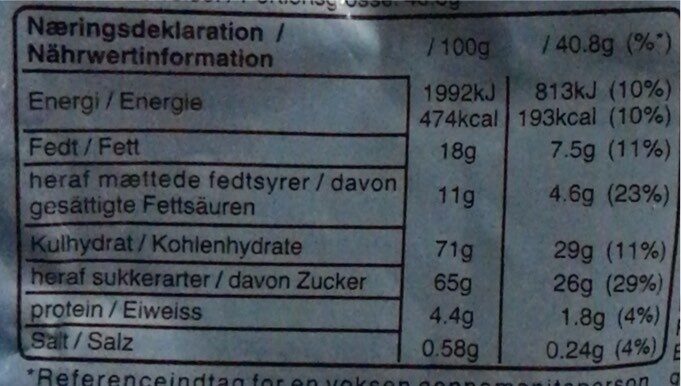 Næringsdeklaration /
Nährwertinformation / 100g / 40.8g (%*)
Energi / Energie 1992kJ 813kJ (10%)
474kcal 193kcal (10%)
Fedt / Fett 18g 7.5g (11%)
heraf mættede fedtsyrer / davon
gesättigte Fettsäuren 11g 4.6g (23%)
Kulhydrat / Kohlenhydrate 71g 29g (11%)
heraf sukkerarter / davon Zucker 65g 26g (29%)
protein / Eiweiss 4.4g 1.8g (4%)
Salt / Salz 0.58g 0.24g (4%)
*Referenceindtag for en voksen